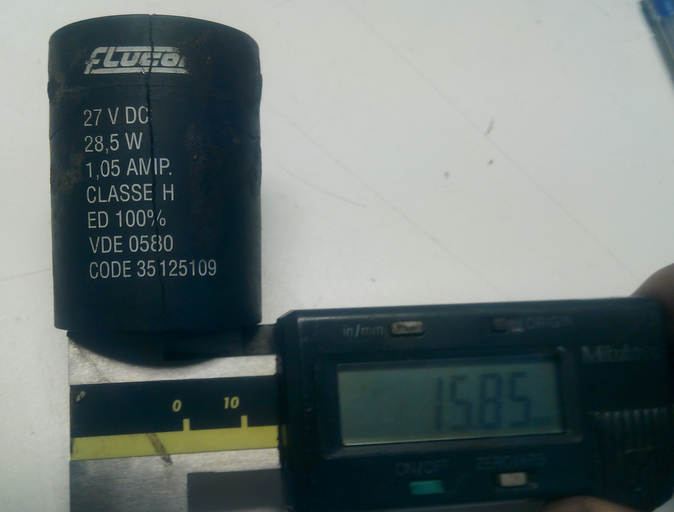 FLUCOM
27 V DC
28,5 W
1,05 AMP.
CLASSE H
ED 100%
VDE 0580
CODE 35125109
in/mm ORIGIN
15.85
0 10
ON/OFF ZERO/ABS